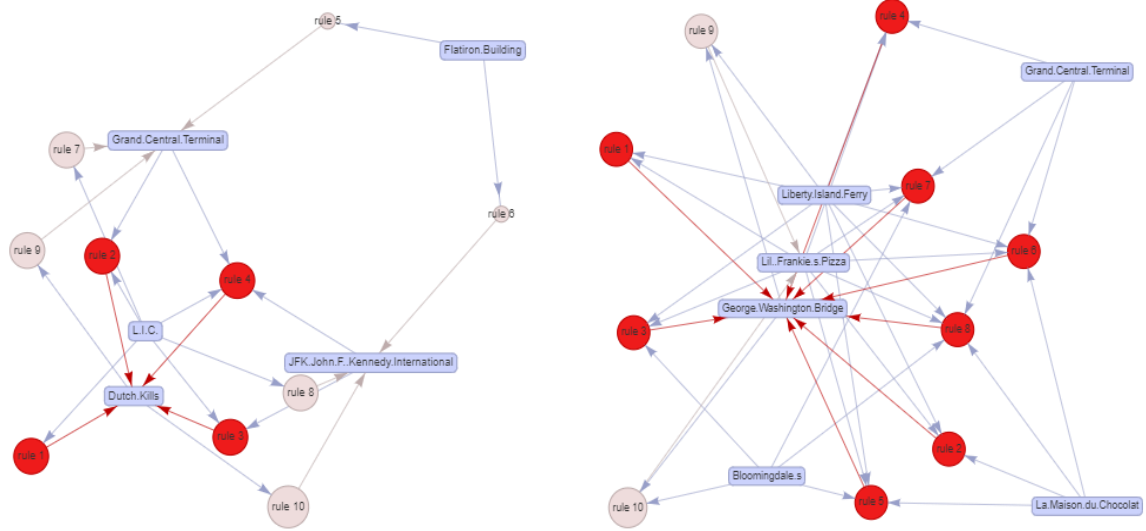 rule 5
Flatiron.Building
Grand.Central.Terminal
rule 7
rule 6
rule 9
rule 2
rule 4
L.I.C.
JFK.John.F..Kennedy.International
rule 8
Dutch.Kills
rule 3
rule 1
rule 10
rule 4
rule 9
Grand.Central.Terminal
rule 1
rule 7
Liberty.Island.Ferry
rule 6
Lil..Frankie.s.Pizza
George.Washington.Bridge
rule 3
rule 8
rule 2
Bloomingdale.s
rule 5
La.Maison.du.Chocolat
rule 10